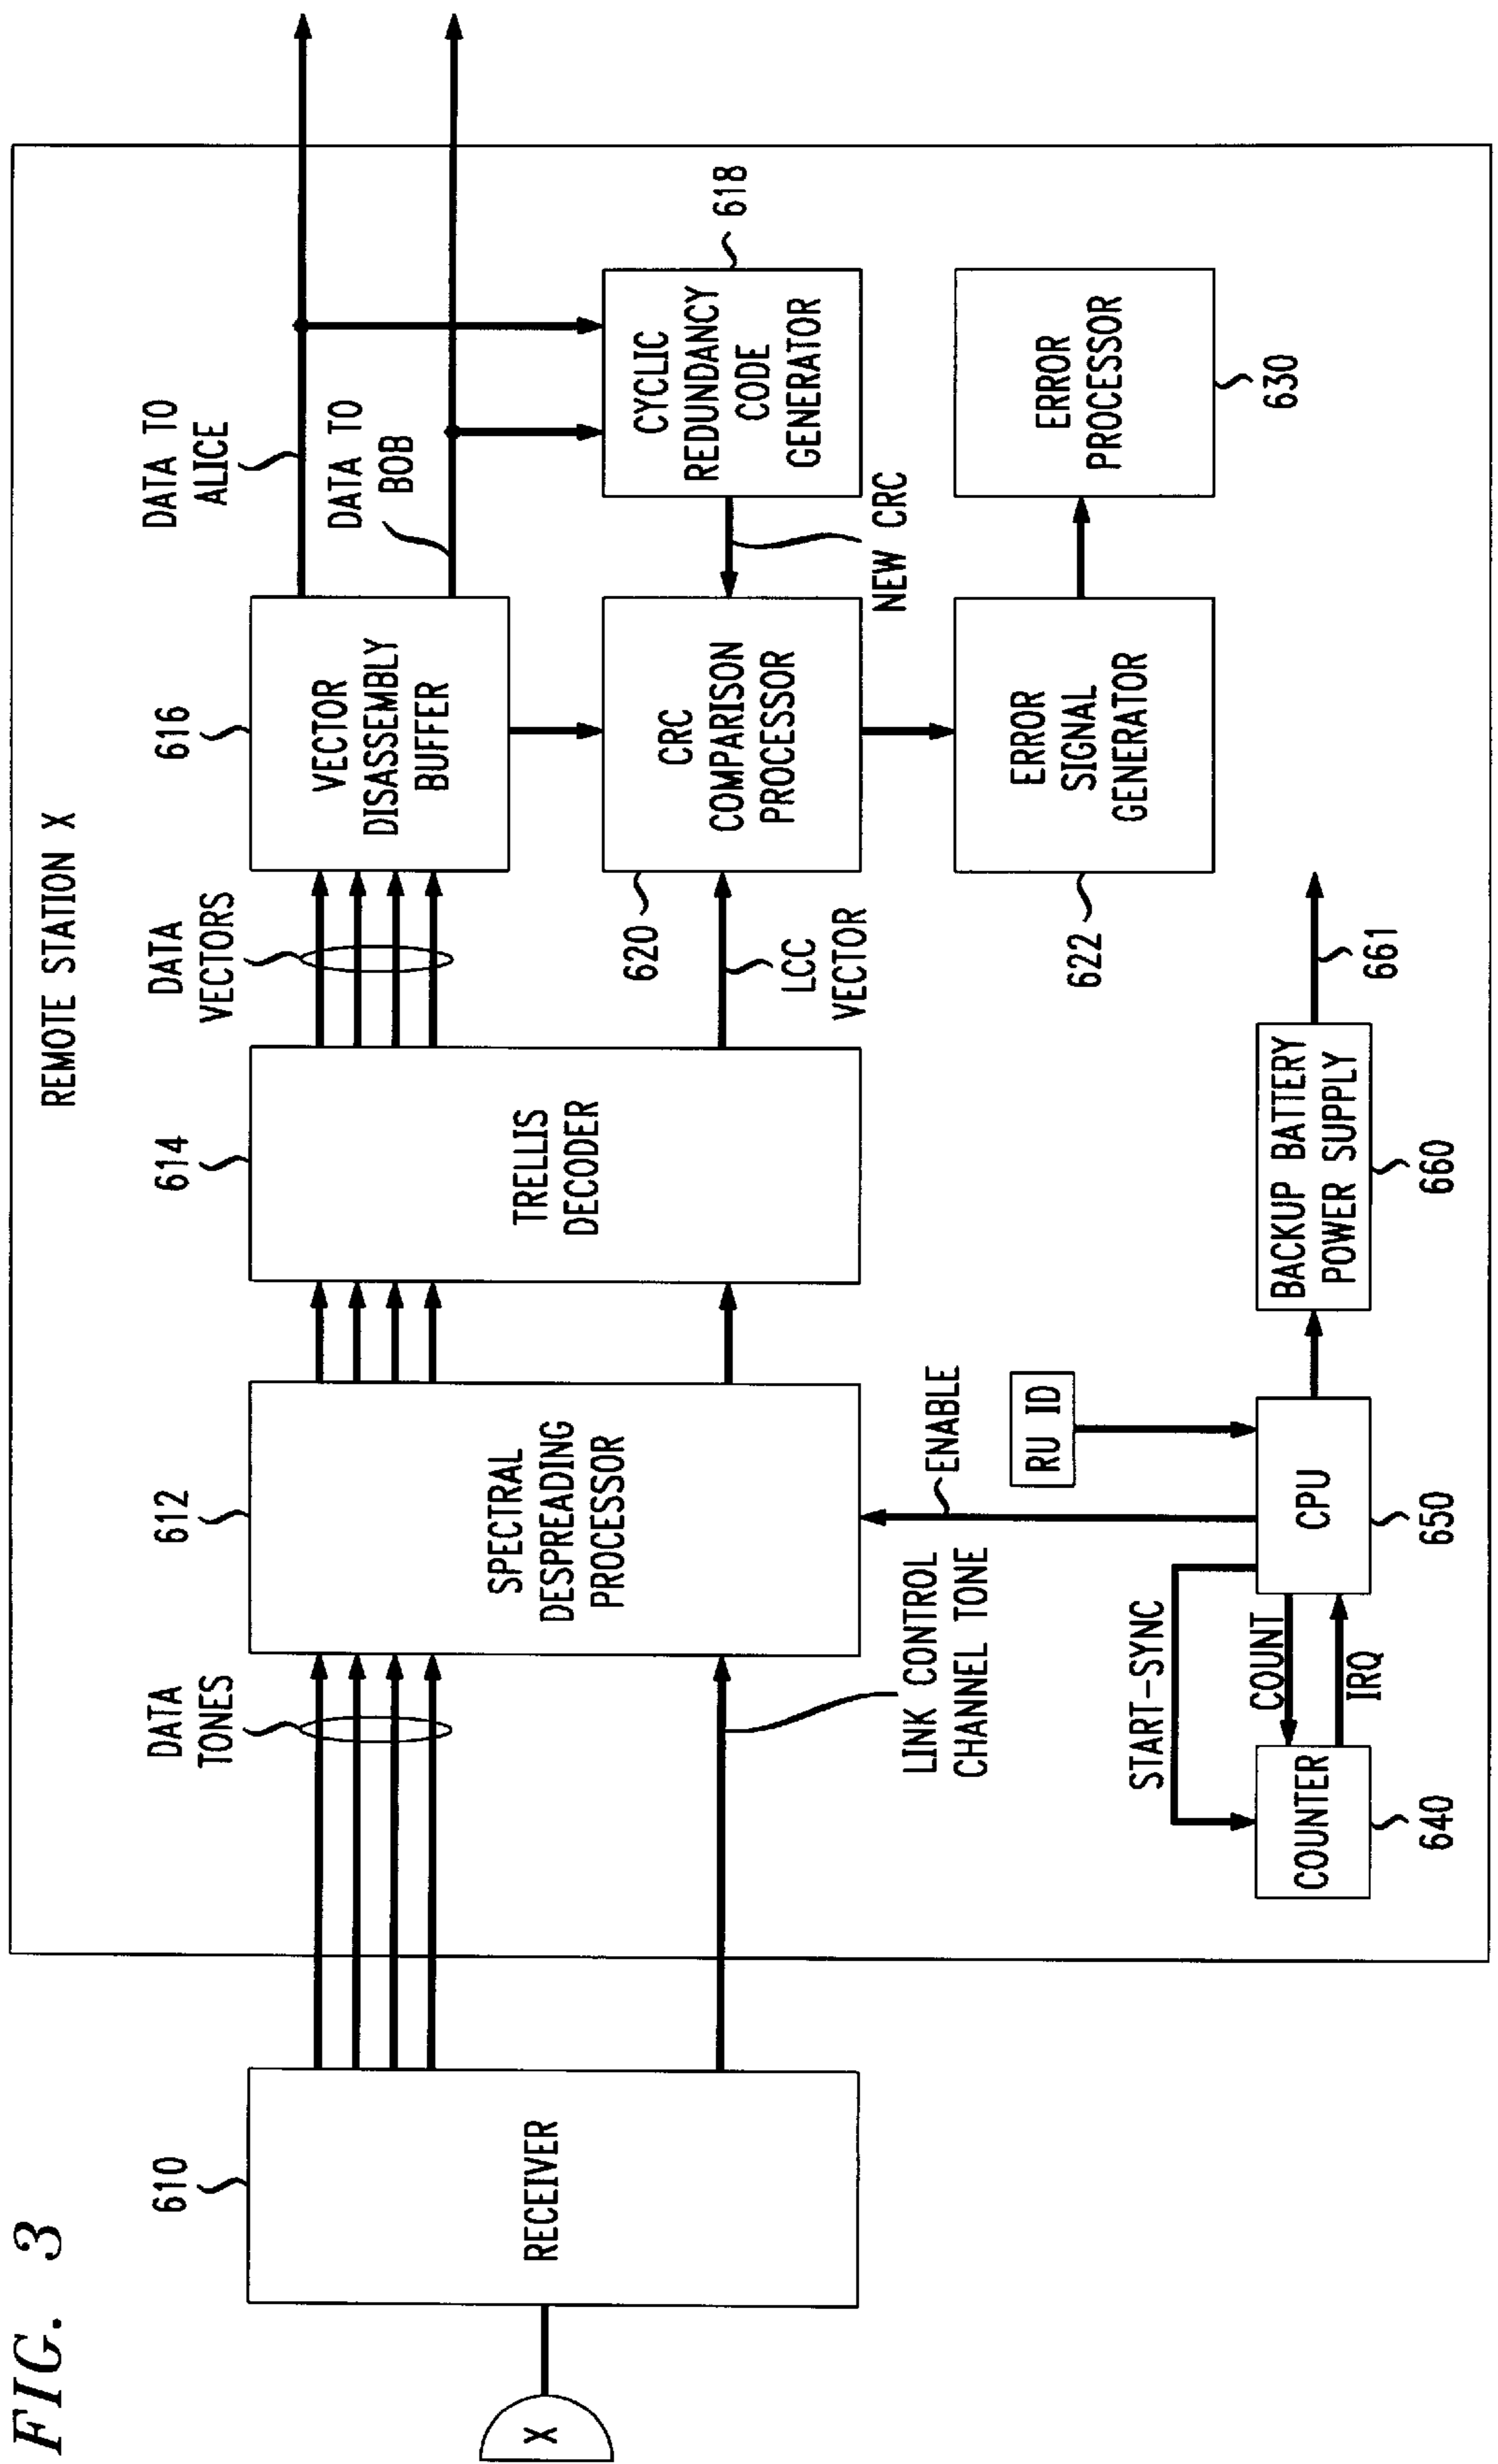 FIG. 3
REMOTE STATION X
X
610
RECEIVER
DATA
TONES
LINK CONTROL
CHANNEL TONE
612
SPECTRAL
DESPREADING
PROCESSOR
ENABLE
614
TRELLIS
DECODER
DATA
VECTORS
LCC
VECTOR
616
VECTOR
DISASSEMBLY
BUFFER
DATA TO
ALICE
DATA TO
BOB
620
CRC
COMPARISON
PROCESSOR
NEW CRC
CYCLIC
REDUNDANCY
CODE
GENERATOR
618
622
ERROR
SIGNAL
GENERATOR
ERROR
PROCESSOR
630
START-SYNC
COUNT
IRQ
COUNTER
640
RU ID
CPU
650
BACKUP BATTERY
POWER SUPPLY
660
661